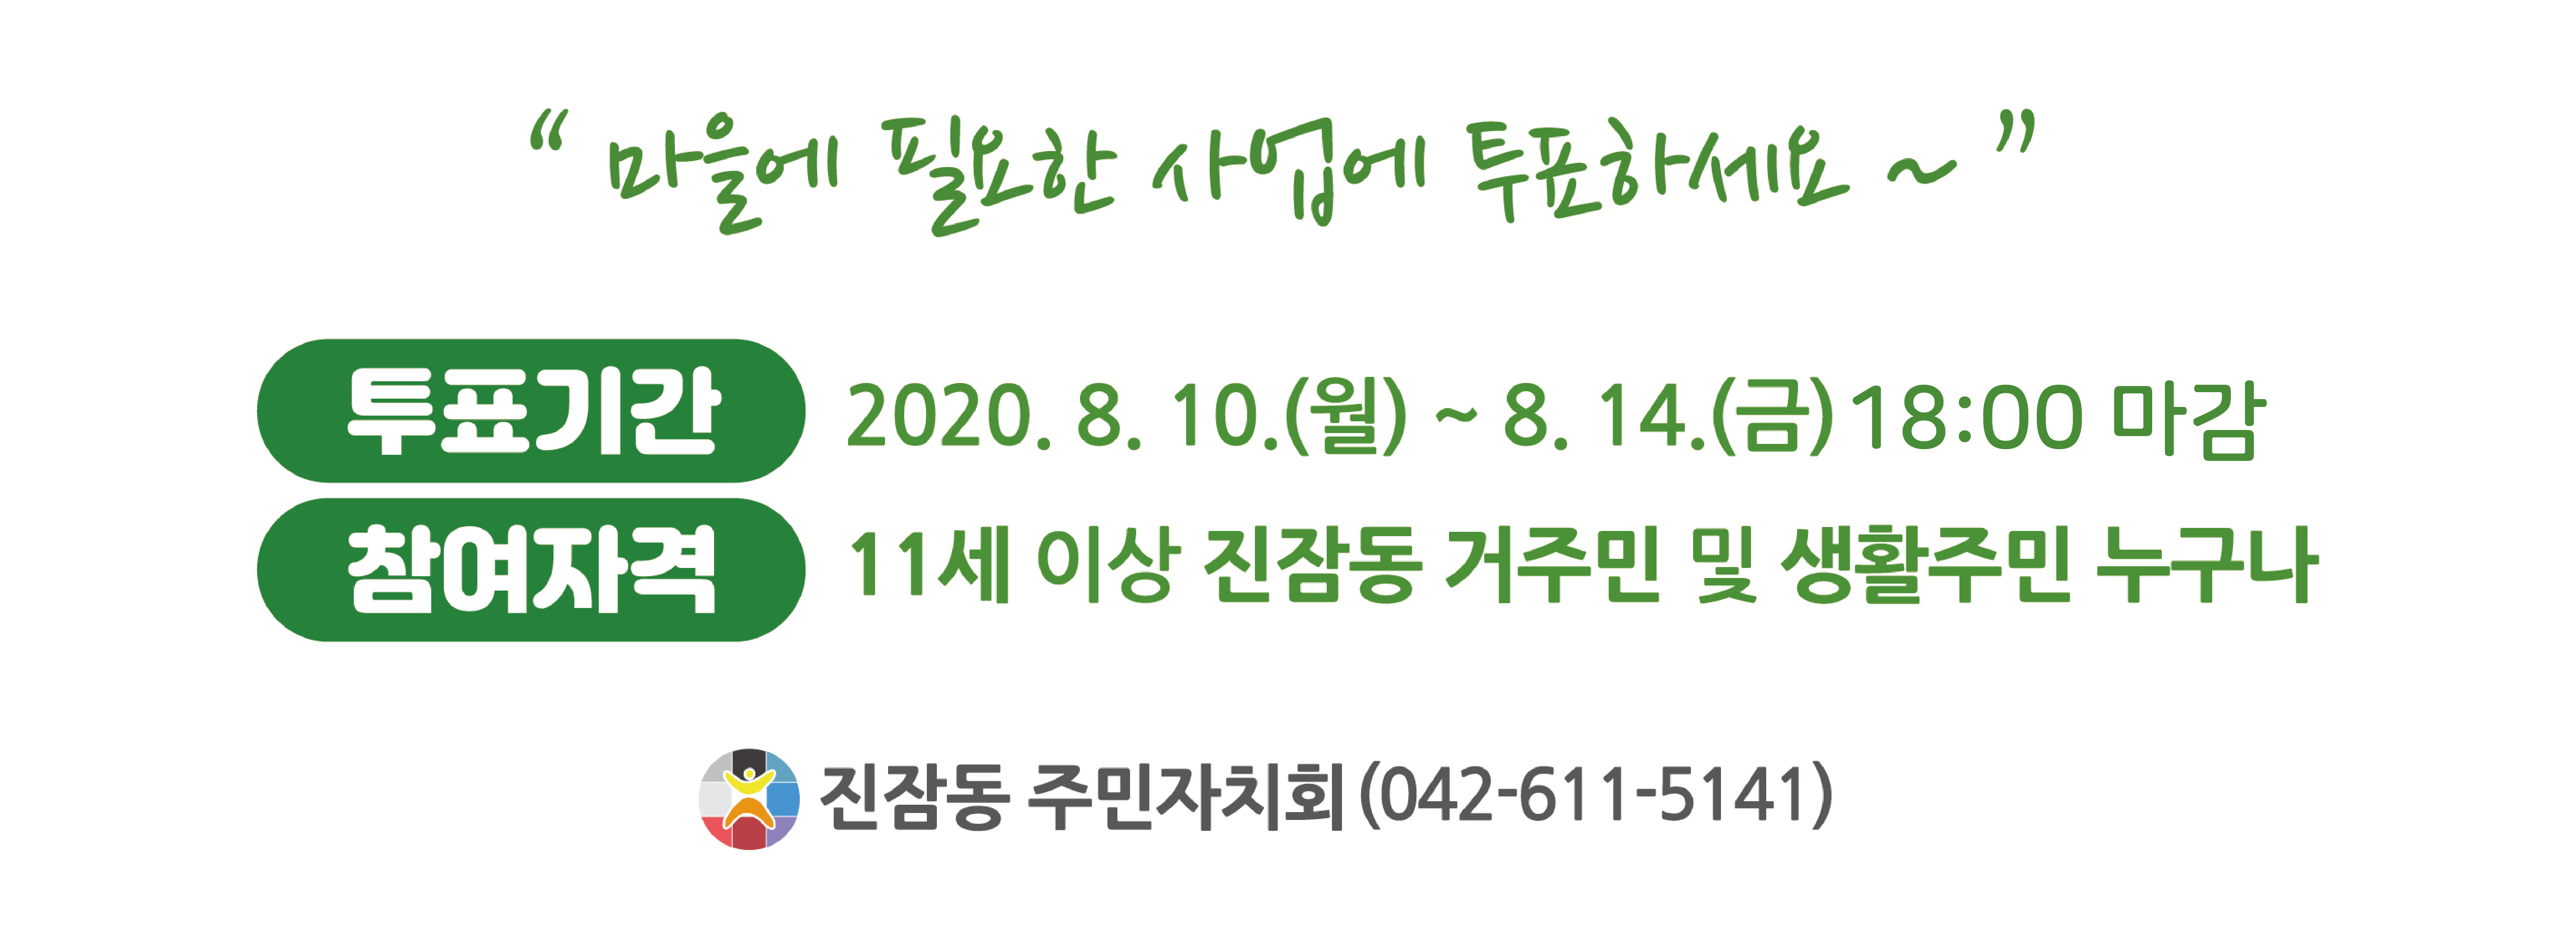 “ 마을에 필요한 사업에 투표하세요 ~ ”
투표기간 2020. 8. 10.(월) ~ 8. 14.(금) 18:00 마감
참여자격 11세 이상 진잠동 거주민 및 생활주민 누구나
진잠동 주민자치회 (042-611-5141)